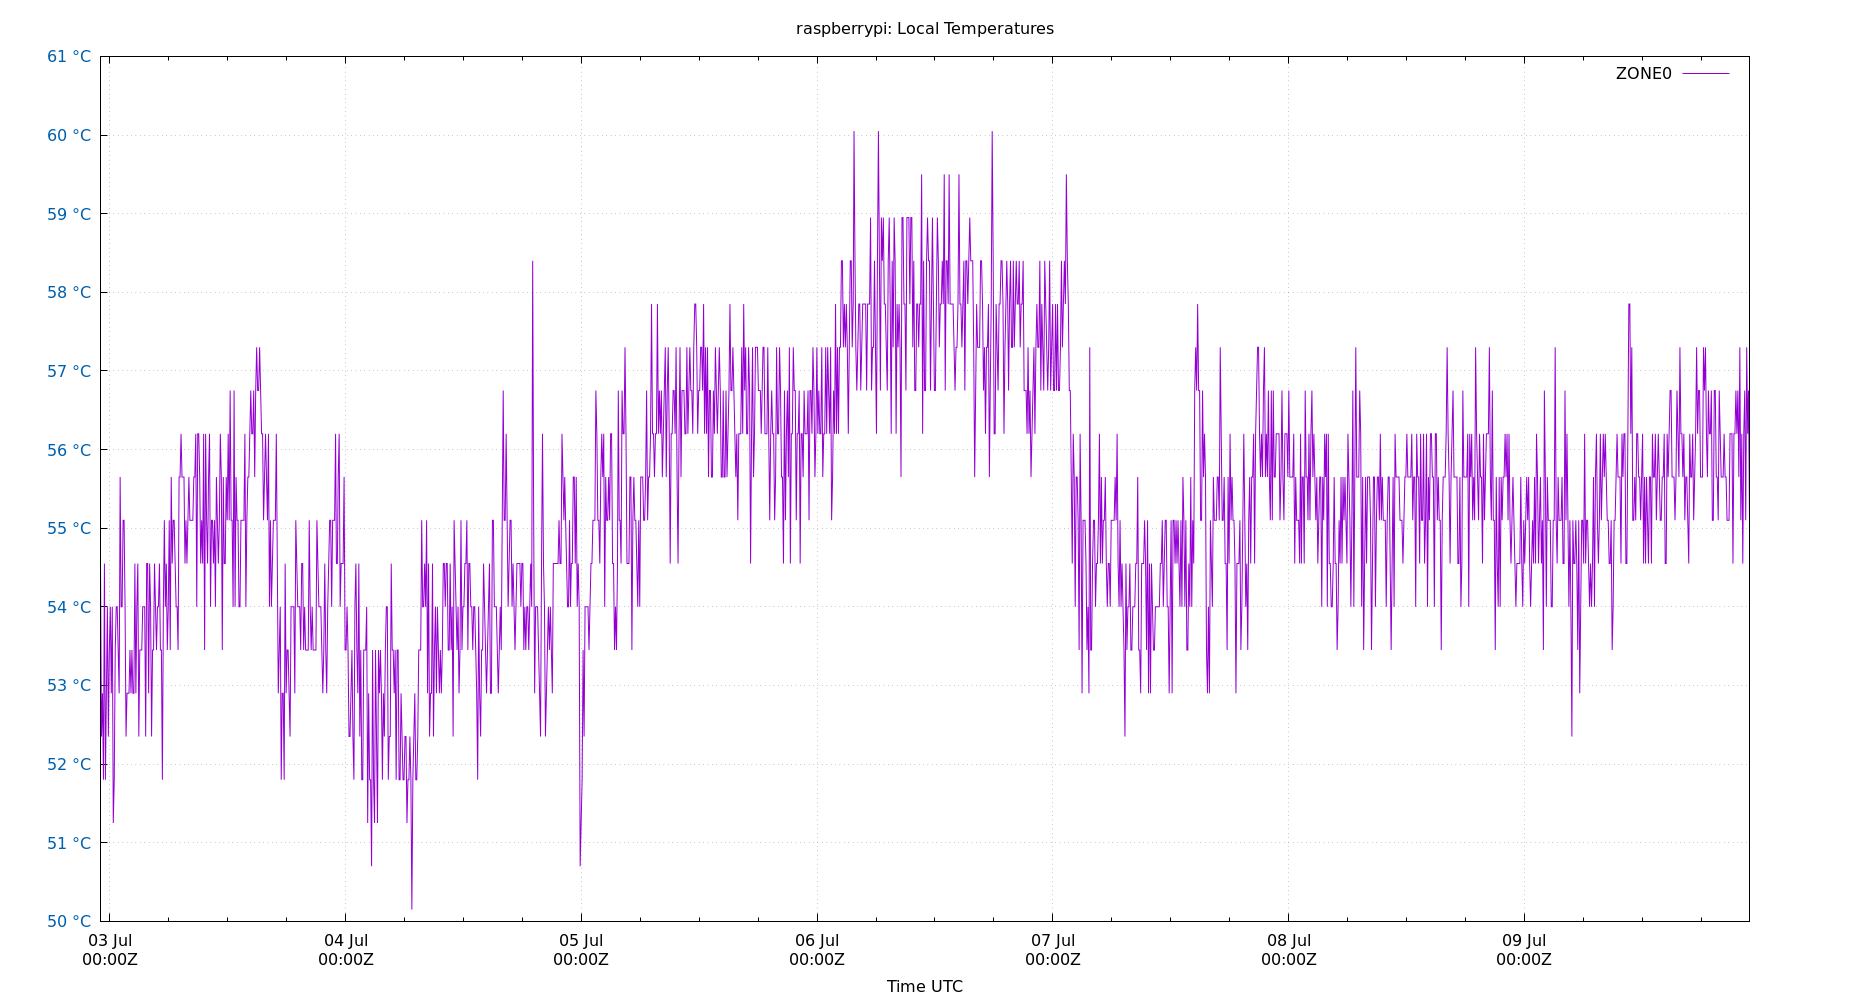 raspberrypi: Local Temperatures
61 °C
ZONE0
60 °C
59 °C
58 °C
57 °C
56 °C
55 °C
54 °C
53 °C
52 °C
51 °C
50 °C
03 Jul 04 Jul 05 Jul 06 Jul 07 Jul 08 Jul 09 Jul
00:00Z 00:00Z 00:00Z 00:00Z 00:00Z 00:00Z 00:00Z
Time UTC